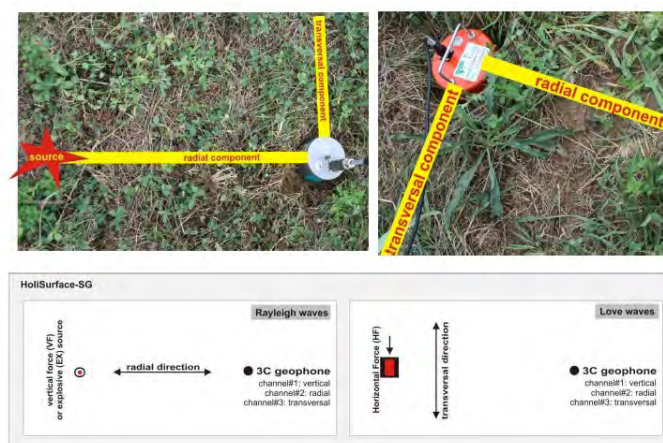 transversal component
source
radial component
radial component
transversal component
HoliSurface-SG
Rayleigh waves
vertical force (VF)
or explosive (EX) source
radial direction
3C geophone
channel#1: vertical
channel#2: radial
channel#3: transversal
Love waves
Horizontal Force (HF)
transversal direction
3C geophone
channel#1: vertical
channel#2: radial
channel#3: transversal